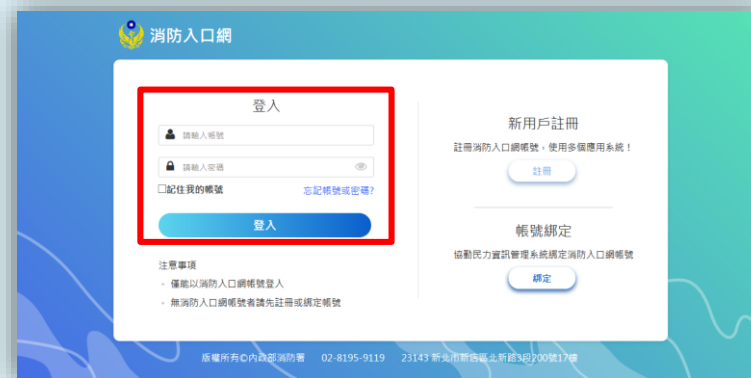 消防入口網
登入
請輸入帳號
請輸入密碼
記住我的帳號 忘記帳號或密碼?
登入
注意事項
僅能以消防入口網帳號登入
無消防入口網帳號者請先註冊或綁定帳號
新用戶註冊
註冊消防入口網帳號，使用多個應用系統！
註冊
帳號綁定
協勤民力資訊管理系統綁定消防入口網帳號
綁定
版權所有©內政部消防署 02-8195-9119 23143 新北市新店區北新路3段200號17樓